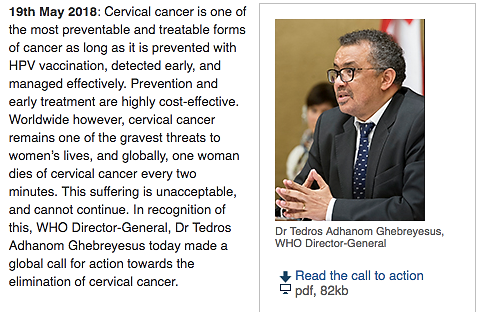 19th May 2018: Cervical cancer is one of
the most preventable and treatable forms
of cancer as long as it is prevented with
HPV vaccination, detected early, and
managed effectively. Prevention and
early treatment are highly cost-effective.
Worldwide however, cervical cancer
remains one of the gravest threats to
women's lives, and globally, one woman
dies of cervical cancer every two
minutes. This suffering is unacceptable,
and cannot continue. In recognition of
this, WHO Director-General, Dr Tedros
Adhanom Ghebreyesus today made a
global call for action towards the
elimination of cervical cancer.
Dr Tedros Adhanom Ghebreyesus,
WHO Director-General
Read the call to action
pdf, 82kb